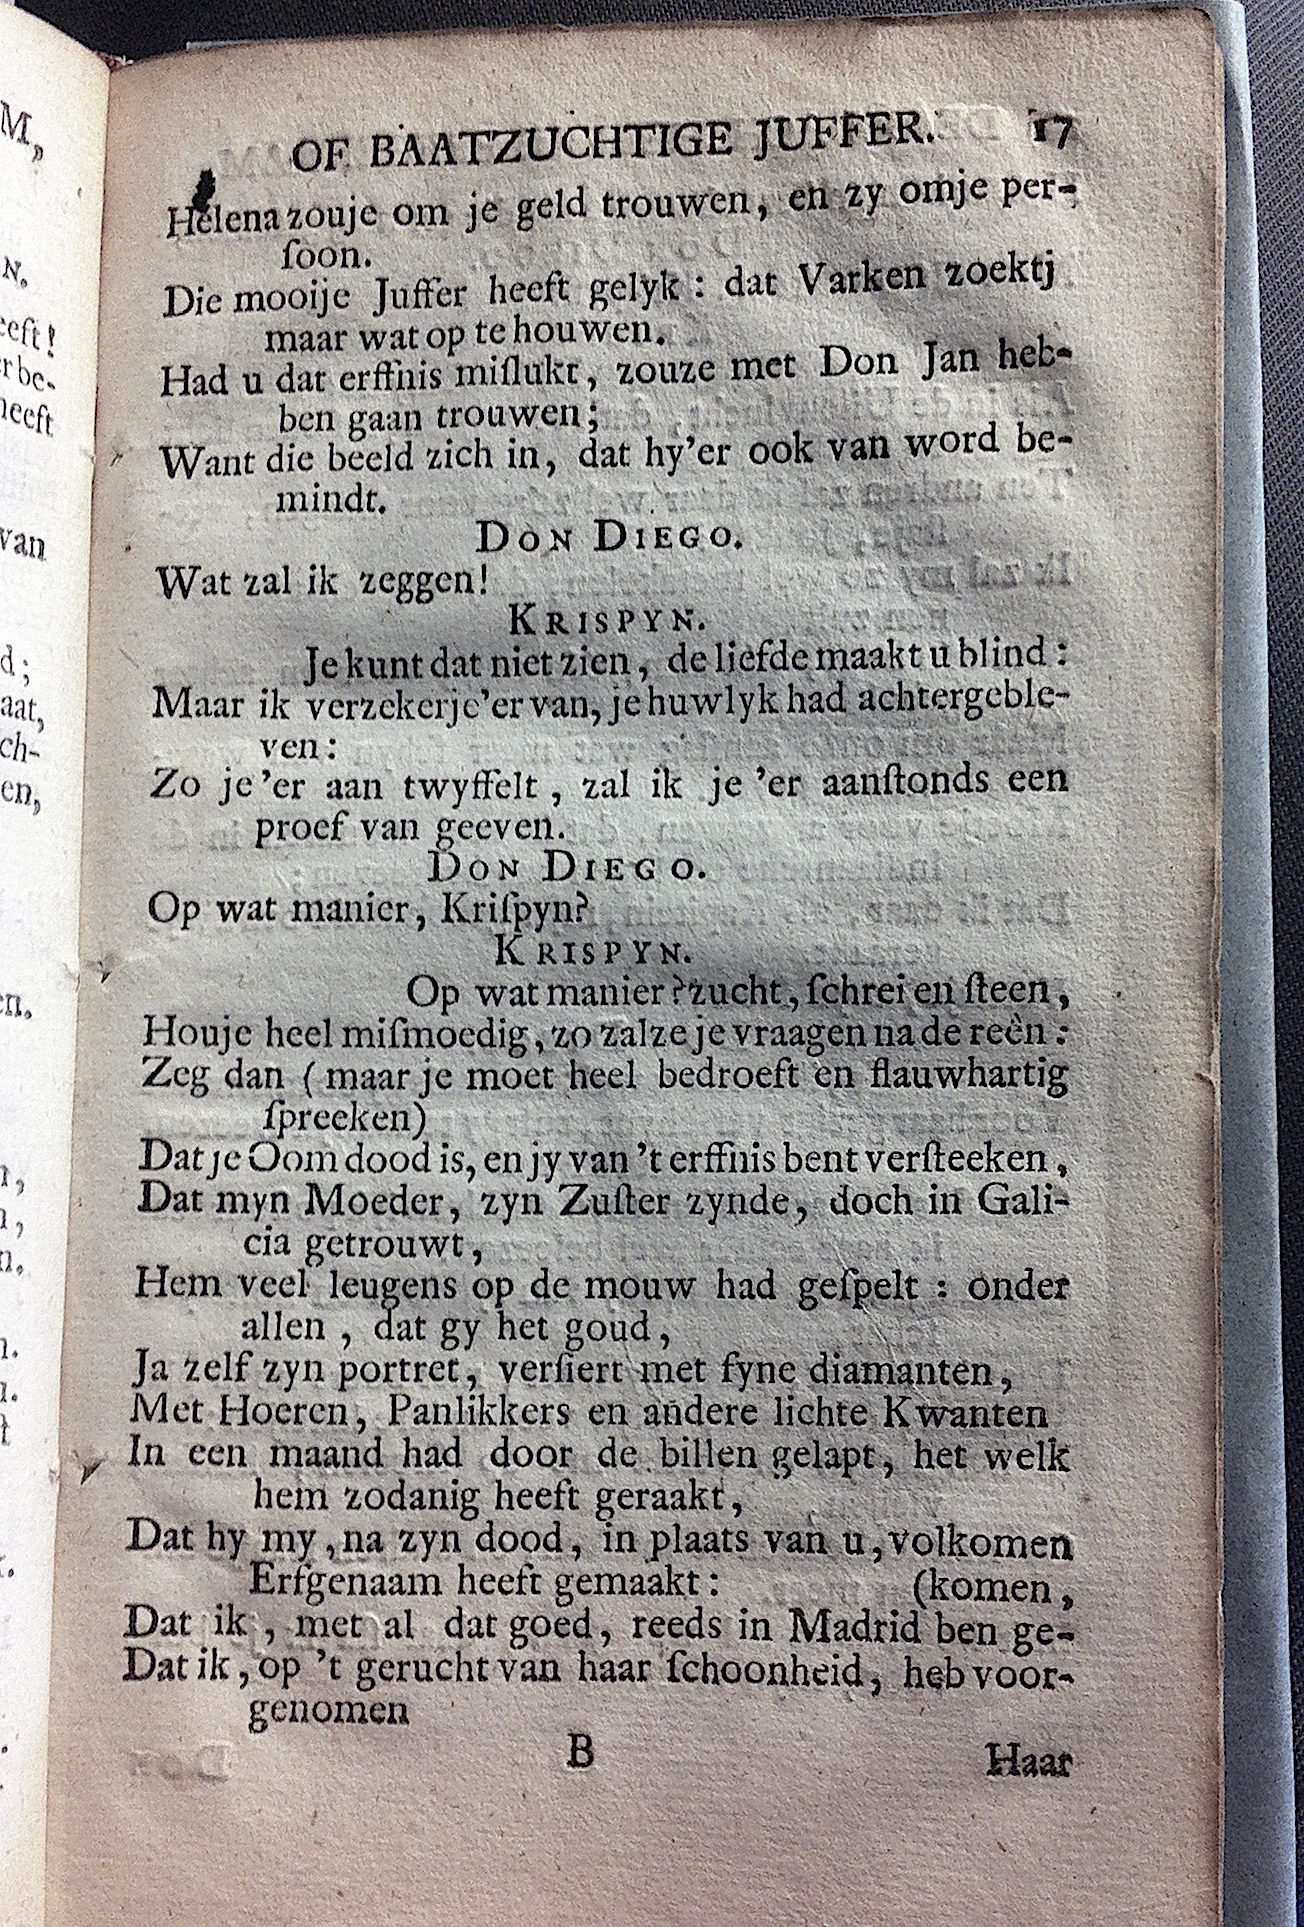 OF BAATZUCHTIGE JUFFER. 17
Helena zouje om je geld trouwen, en zy omje per-
ſoon.
Die mooije Juffer heeft gelyk : dat Varken zoektj
maar wat op te houwen.
Had u dat erffnis miſlukt, zouze met Don Jan heb-
ben gaan trouwen;
Want die beeld zich in, dat hy'er ook van word be-
mindt.
DON DIEGO.
Wat zal ik zeggen!
KRISPYN.
Je kunt dat niet zien, de liefde maakt u blind :
Maar ik verzekerje'er van, je huwlyk had achtergeble-
ven :
Zo je 'er aan twyffelt, zal ik je 'er aanſtonds een
proef van geeven.
DON DIEGO.
Op wat manier, Kriſpyn?
KRISPYN.
Op wat manier? zucht, ſchrei en ſteen,
Houje heel miſmoedig, zo zalze je vraagen na de reên :
Zeg dan (maar je moet heel bedroeft en flauwhartig
ſpreeken)
Dat je Oom dood is, en jy van 't erffnis bent verſteeken,
Dat myn Moeder, zyn Zuſter zynde, doch in Gali-
cia getrouwt,
Hem veel leugens op de mouw had geſpelt : onder
allen, dat gy het goud,
Ja zelf zyn portret, verſiert met fyne diamanten,
Met Hoeren, Panlikkers en andere lichte Kwanten
In een maand had door de billen gelapt, het welk
hem zodanig heeft geraakt,
Dat hy my, na zyn dood, in plaats van u, volkomen
Erfgenaam heeft gemaakt : (komen,
Dat ik, met al dat goed, reeds in Madrid ben ge-
Dat ik, op 't gerucht van haar ſchoonheid, heb voor-
genomen
B Haar
M,
N.
eeft!
r be-
heeft
van
d;
aat,
ch-
en,
en.